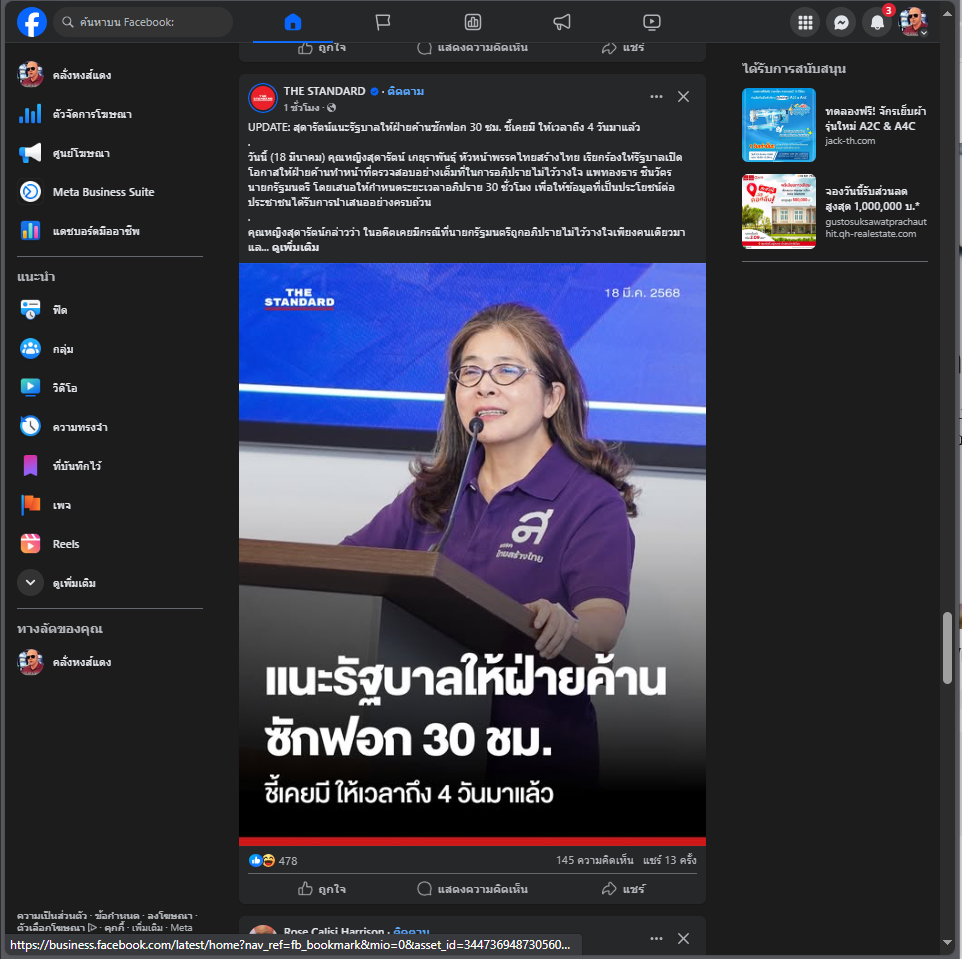 ค้นหาบน Facebook:
3
ถูกใจ
แสดงความคิดเห็น
แชร์
คลั่งหงส์แดง
ตัวจัดการโฆษณา
ศูนย์โฆษณา
Meta Business Suite
แดชบอร์ดมืออาชีพ
แนะนำ
ฟีด
กลุ่ม
วิดีโอ
ความทรงจำ
ที่บันทึกไว้
เพจ
Reels
ดูเพิ่มเติม
ทางลัดของคุณ
คลั่งหงส์แดง
ความเป็นส่วนตัว · ข้อกำหนด · ลงโฆษณา ·
ตัวเลือกโฆษณา · คุกกี้ · เพิ่มเติม · Meta
https://business.facebook.com/latest/home?nav_ref=fb_bookmark&mio=0&asset_id=344736948730560...
THE STANDARD · ติดตาม
1 ชั่วโมง ·
UPDATE: สุดารัตน์แนะรัฐบาลให้ฝ่ายค้านซักฟอก 30 ชม. ชี้เคยมี ให้เวลาถึง 4 วันมาแล้ว
.
วันนี้ (18 มีนาคม) คุณหญิงสุดารัตน์ เกยุราพันธุ์ หัวหน้าพรรคไทยสร้างไทย เรียกร้องให้รัฐบาลเปิด
โอกาสให้ฝ่ายค้านทำหน้าที่ตรวจสอบอย่างเต็มที่ในการอภิปรายไม่ไว้วางใจ แพทองธาร ชินวัตร
นายกรัฐมนตรี โดยเสนอให้กำหนดระยะเวลาอภิปราย 30 ชั่วโมง เพื่อให้ข้อมูลที่เป็นประโยชน์ต่อ
ประชาชนได้รับการนำเสนออย่างครบถ้วน
.
คุณหญิงสุดารัตน์กล่าวว่า ในอดีตเคยมีกรณีที่นายกรัฐมนตรีถูกอภิปรายไม่ไว้วางใจเพียงคนเดียวมา
แล... ดูเพิ่มเติม
THE
STANDARD
18 มี.ค. 2568
ส
พรรค
ไทยสร้างไทย
แนะรัฐบาลให้ฝ่ายค้าน
ซักฟอก 30 ชม.
ชี้เคยมี ให้เวลาถึง 4 วันมาแล้ว
478
145 ความคิดเห็น แชร์ 13 ครั้ง
ถูกใจ
แสดงความคิดเห็น
แชร์
Rose Calisi Harrison · ติดตาม
ได้รับการสนับสนุน
ทดลองฟรี! จักรเย็บผ้า
รุ่นใหม่ A2C & A4C
jack-th.com
จองวันนี้รับส่วนลด
สูงสุด 1,000,000 บ.*
gustosuksawatprachaut
hit.qh-realestate.com